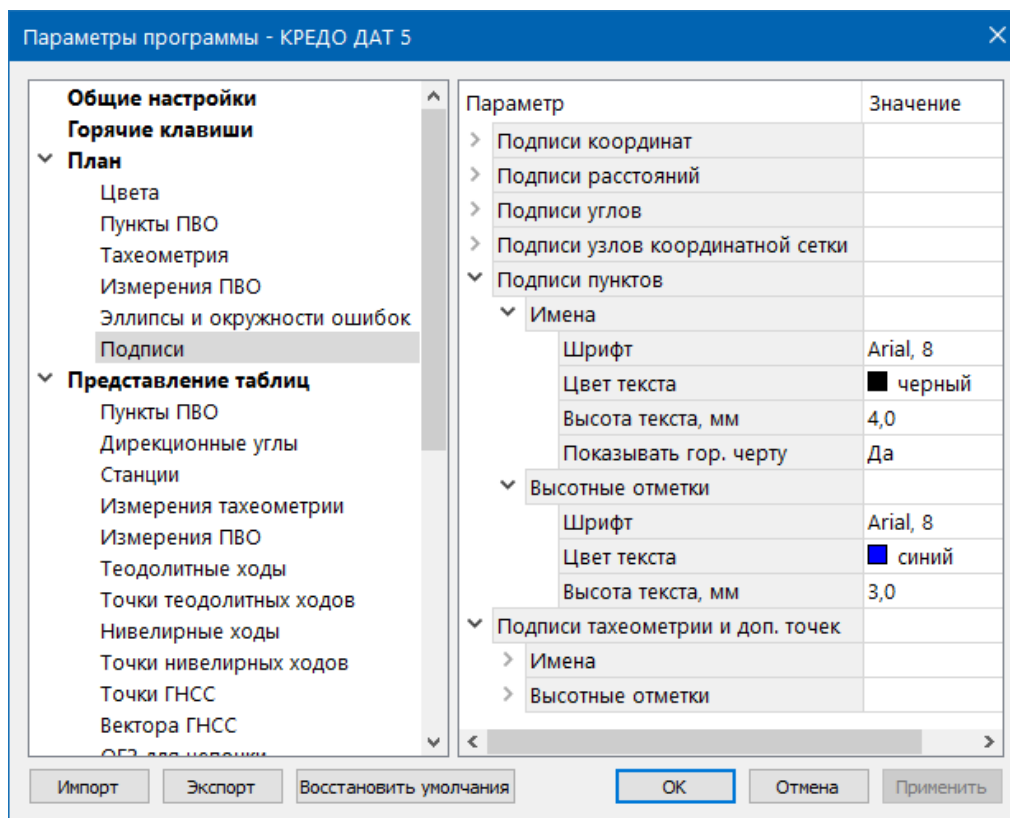 Параметры программы - КРЕДО ДАТ 5
Общие настройки
Горячие клавиши
План
Цвета
Пункты ПВО
Тахеометрия
Измерения ПВО
Эллипсы и окружности ошибок
Подписи
Представление таблиц
Пункты ПВО
Дирекционные углы
Станции
Измерения тахеометрии
Измерения ПВО
Теодолитные ходы
Точки теодолитных ходов
Нивелирные ходы
Точки нивелирных ходов
Точки ГНСС
Вектора ГНСС
Параметр Значение
Подписи координат
Подписи расстояний
Подписи углов
Подписи узлов координатной сетки
Подписи пунктов
Имена
Шрифт Arial, 8
Цвет текста черный
Высота текста, мм 4,0
Показывать гор. черту Да
Высотные отметки
Шрифт Arial, 8
Цвет текста синий
Высота текста, мм 3,0
Подписи тахеометрии и доп. точек
Имена
Высотные отметки
Импорт Экспорт Восстановить умолчания ОК Отмена Применить